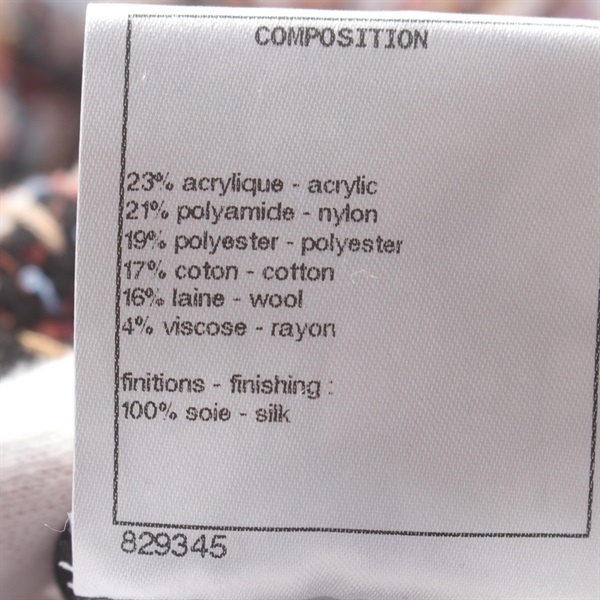 COMPOSITION
23% acrylique - acrylic
21% polyamide - nylon
19% polyester - polyester
17% coton - cotton
16% laine - wool
4% viscose - rayon
finitions - finishing :
100% soie - silk
829345